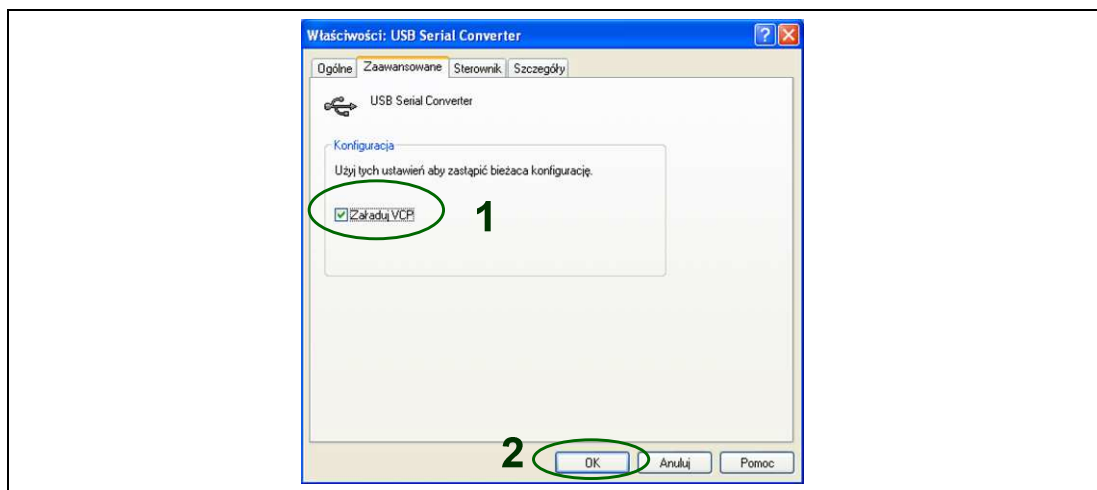 Właściwości: USB Serial Converter
Ogólne Zaawansowane Sterownik Szczegóły
USB Serial Converter
Konfiguracja
Użyj tych ustawień aby zastąpić bieżaca konfigurację.
Załaduj VCP
1
2
OK Anuluj Pomoc